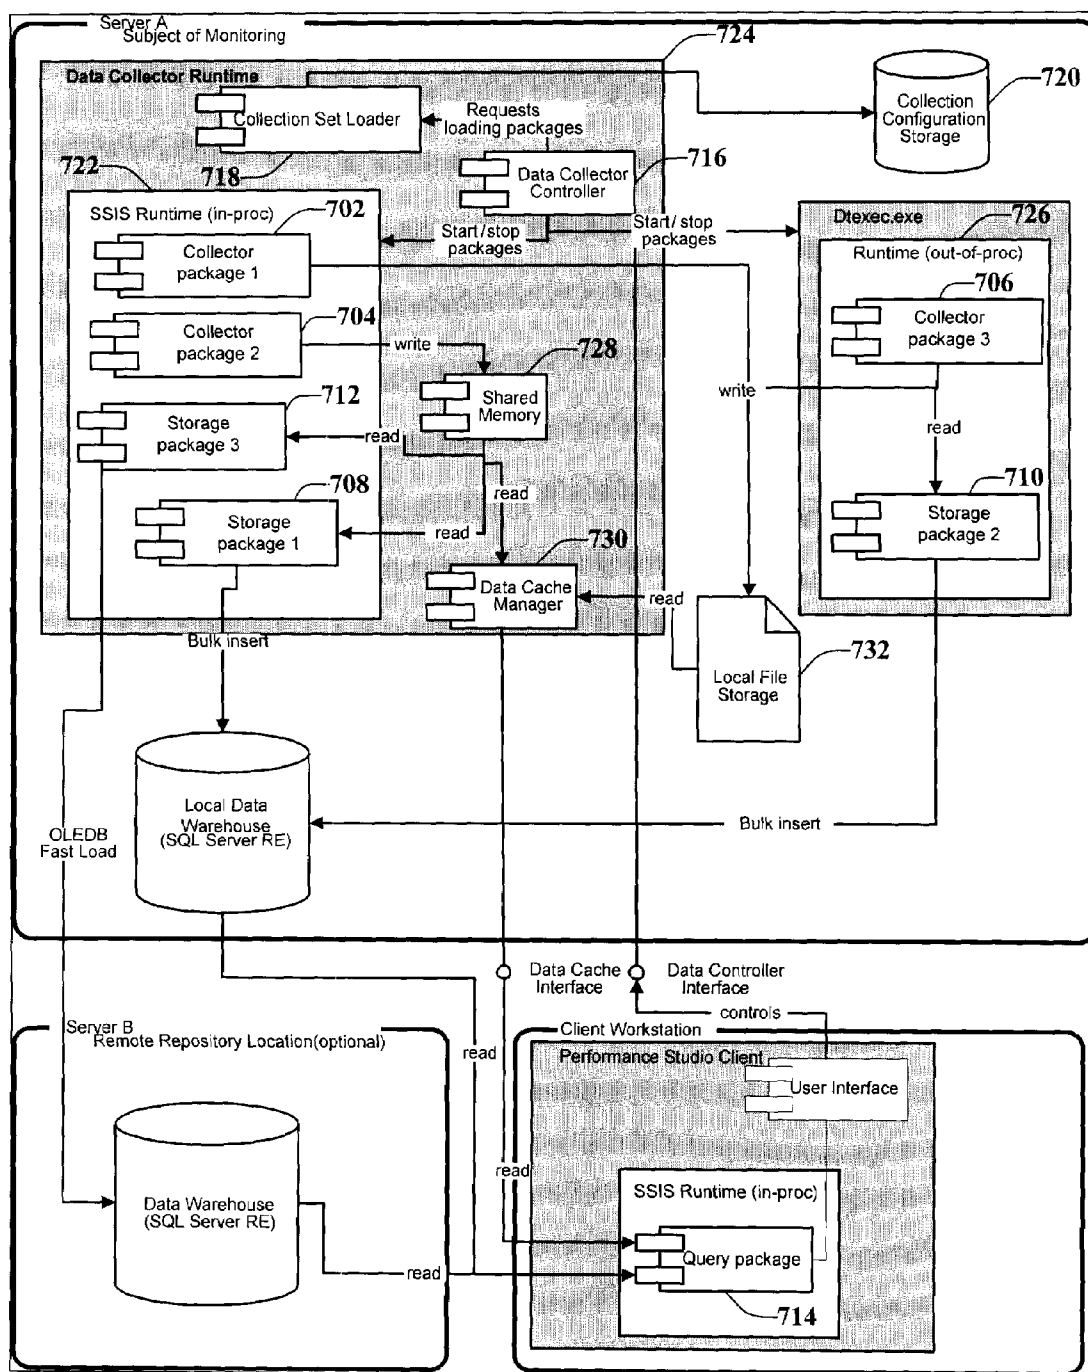 Server A
Subject of Monitoring
724
Data Collector Runtime
720
Collection
Configuration
Storage
Collection Set Loader
Requests
loading packages
718
716
Data Collector
Controller
722
SSIS Runtime (in-proc)
702
Collector
package 1
Start/stop
packages
Start/stop
packages
Dtexec.exe
726
Runtime (out-of-proc)
706
Collector
package 3
704
Collector
package 2
write
728
Shared
Memory
write
712
Storage
package 3
read
read
read
708
Storage
package 1
read
710
Storage
package 2
730
Data Cache
Manager
read
732
Local File
Storage
Bulk insert
Local Data
Warehouse
(SQL Server RE)
Bulk insert
OLEDB
Fast Load
Data Cache
Interface
Data Controller
Interface
controls
Server B
Remote Repository Location(optional)
read
Client Workstation
Performance Studio Client
User Interface
read
SSIS Runtime (in-proc)
Data Warehouse
(SQL Server RE)
read
Query package
714